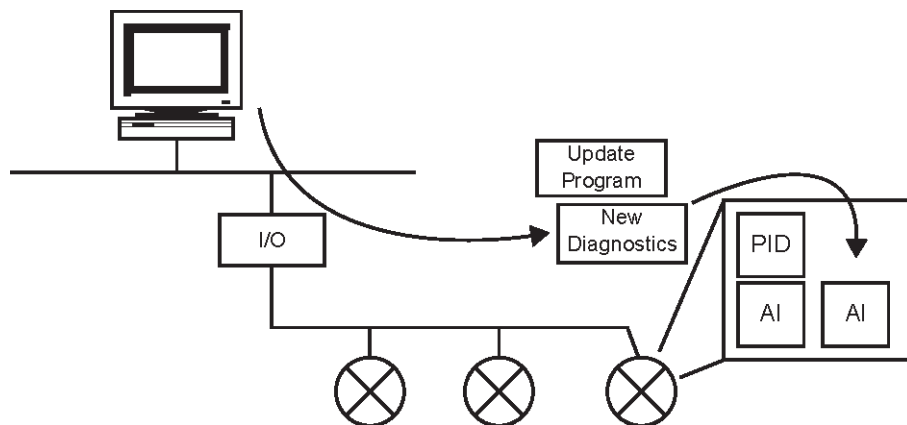 Update
Program
New
Diagnostics
I/O
PID
AI
AI